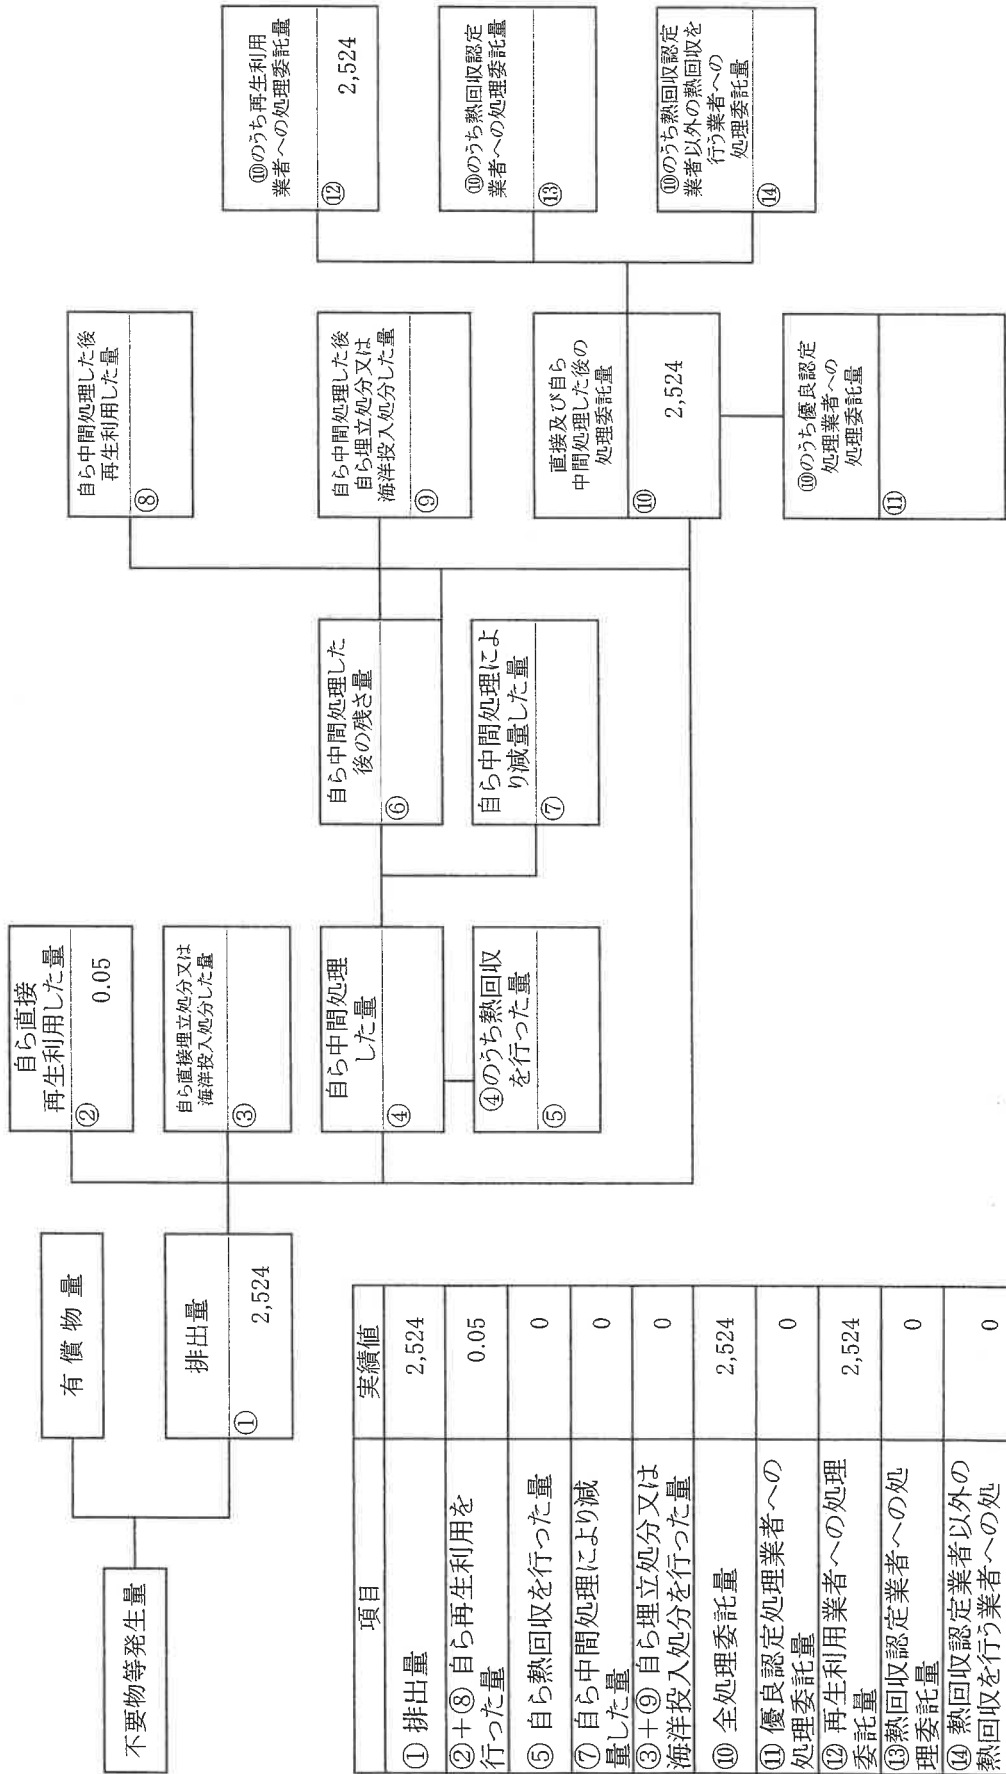 不要物等発生量
有償物量
排出量
①
2,524
自ら直接
再生利用した量
②
0.05
自ら直接埋立処分又は
海洋投入処分した量
③
自ら中間処理
した量
④
④のうち熱回収
を行った量
⑤
自ら中間処理した
後の残さ量
⑥
自ら中間処理によ
り減量した量
⑦
自ら中間処理した後
再生利用した量
⑧
自ら中間処理した後
自ら埋立処分又は
海洋投入処分した量
⑨
直接及び自ら
中間処理した後の
処理委託量
⑩
2,524
⑩のうち優良認定
処理業者への
処理委託量
⑪
⑩のうち再生利用
業者への処理委託量
⑫
2,524
⑩のうち熱回収認定
業者への処理委託量
⑬
⑩のうち熱回収認定
業者以外の熱回収を
行う業者への
処理委託量
⑭
項目 実績値
① 排出量 2,524
②+⑧ 自ら再生利用を
行った量 0.05
⑤ 自ら熱回収を行った量 0
⑦ 自ら中間処理により減
量した量 0
③+⑨ 自ら埋立処分又は
海洋投入処分を行った量 0
⑩ 全処理委託量 2,524
⑪ 優良認定処理業者への
処理委託量 0
⑫ 再生利用業者への処理
委託量 2,524
⑬熱回収認定業者への処
理委託量 0
⑭ 熱回収認定業者以外の
熱回収を行う業者への処 0